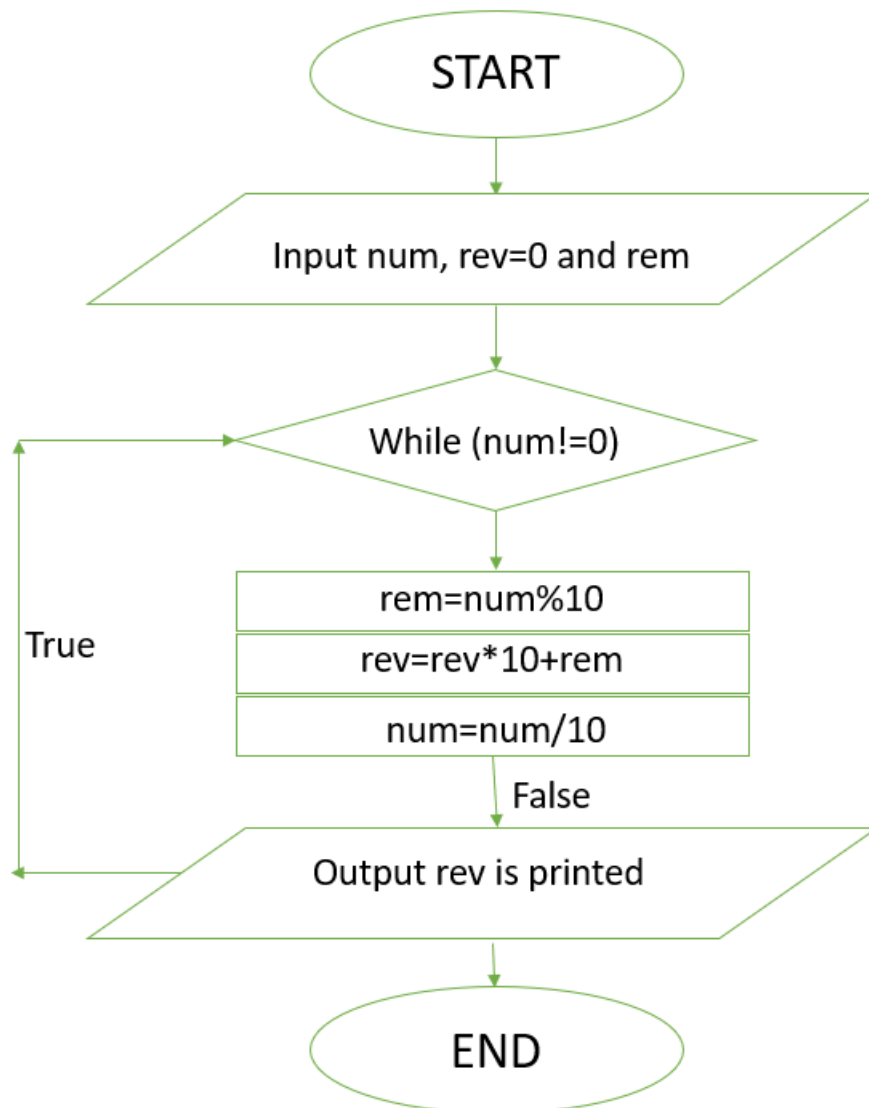 START
Input num, rev=0 and rem
While (num!=0)
rem=num%10
True
rev=rev*10+rem
num=num/10
False
Output rev is printed
END